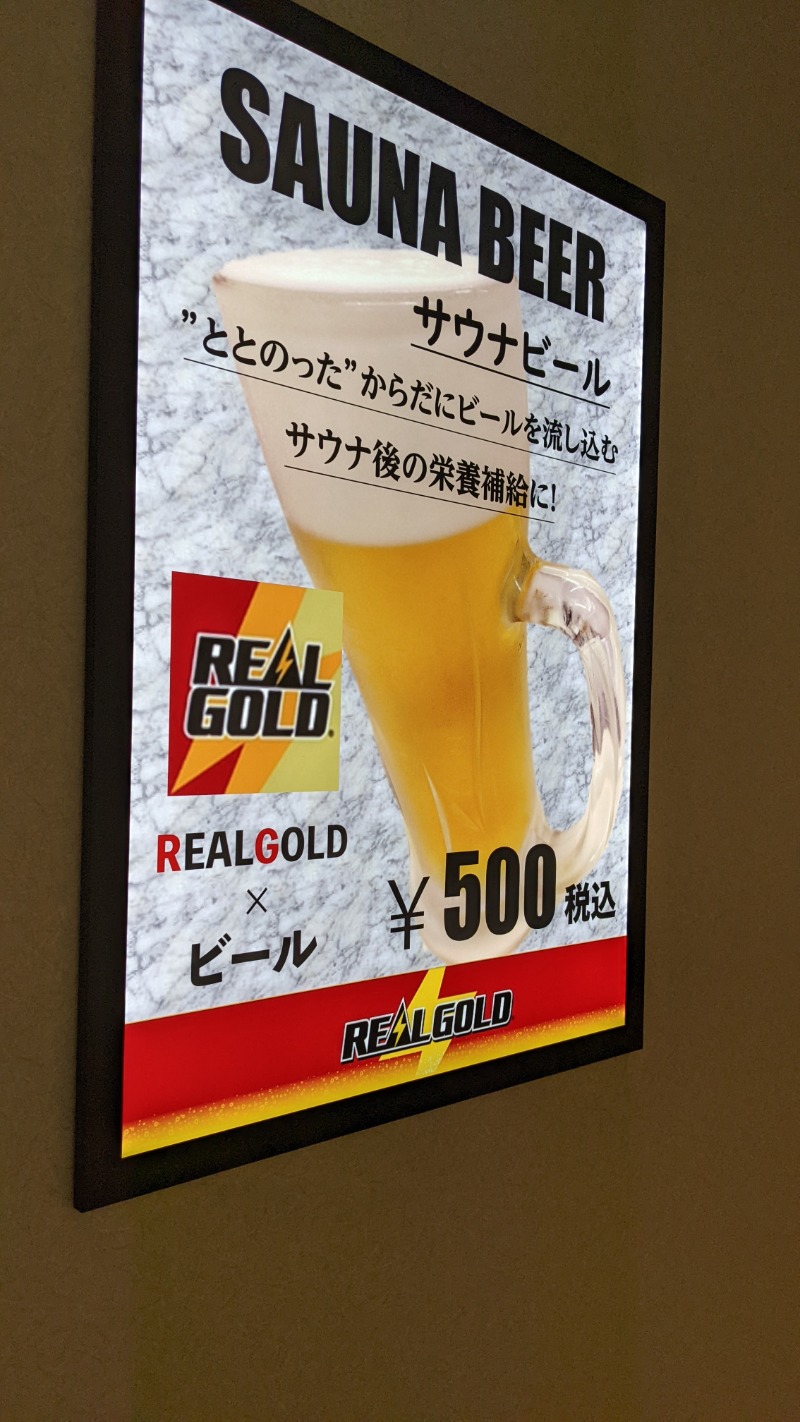 SAUNA BEER
サウナビール
”ととのった”からだにビールを流し込む
サウナ後の栄養補給に!
REAL
GOLD
REALGOLD
×
ビール
¥500 税込
REALGOLD